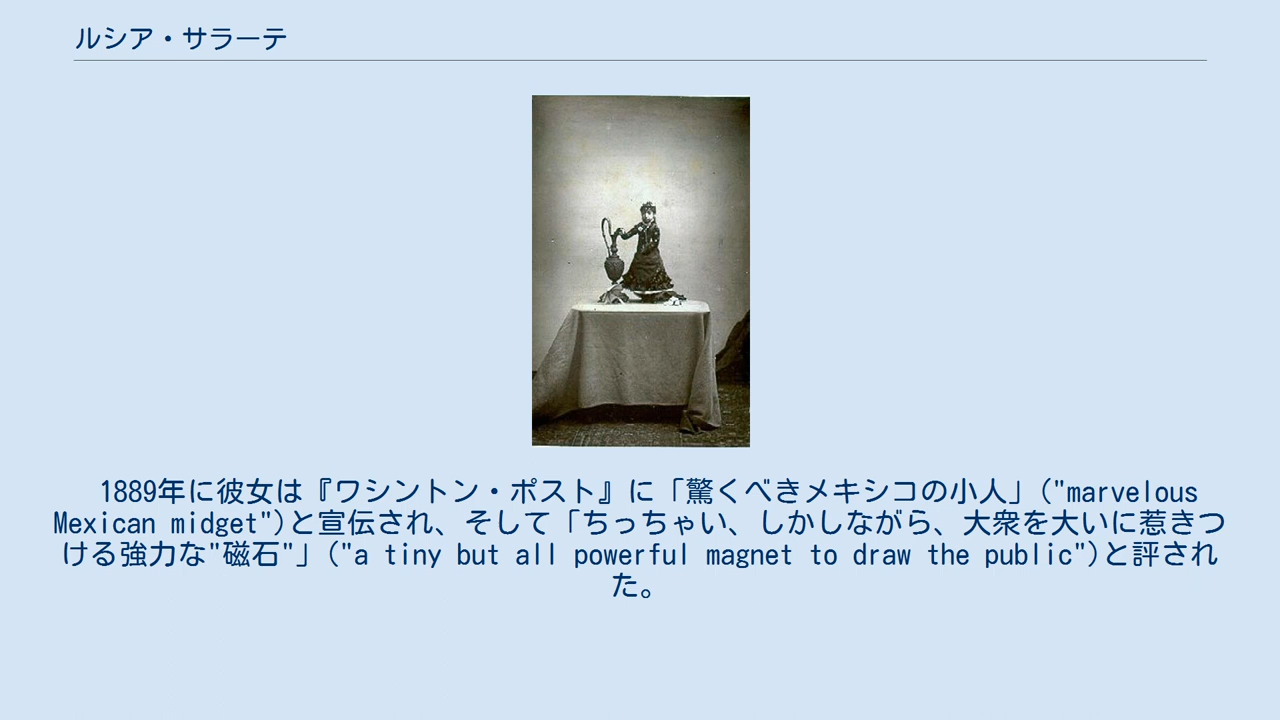 ルシア・サラーテ
1889年に彼女は『ワシントン・ポスト』に「驚くべきメキシコの小人」("marvelous
Mexican midget")と宣伝され、そして「ちっちゃい、しかしながら、大衆を大いに惹きつ
ける強力な"磁石"」("a tiny but all powerful magnet to draw the public")と評され
た。